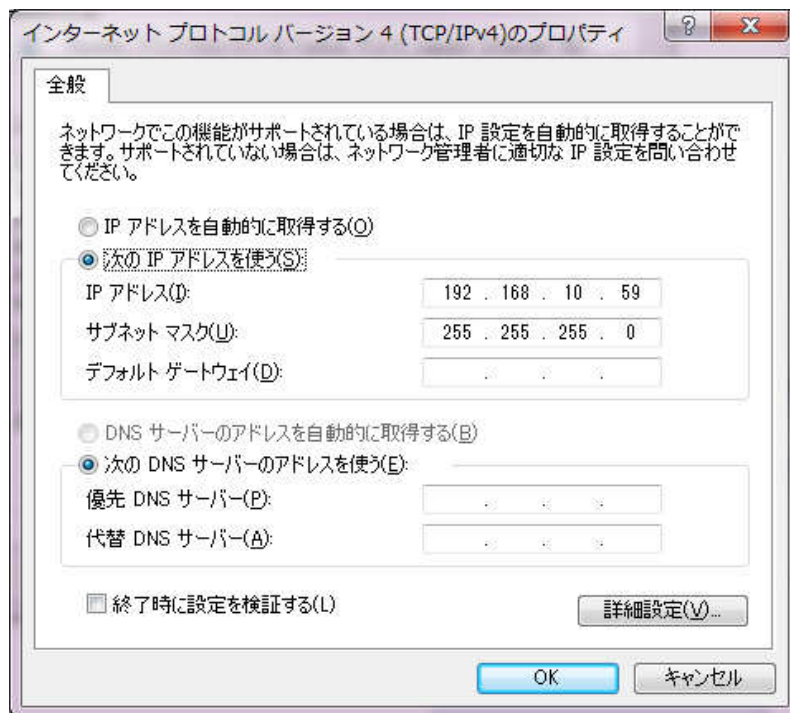 インターネット プロトコル バージョン 4 (TCP/IPv4)のプロパティ
?
全般
ネットワークでこの機能がサポートされている場合は、IP 設定を自動的に取得することがで
きます。サポートされていない場合は、ネットワーク管理者に適切な IP 設定を問い合わせ
てください。
IP アドレスを自動的に取得する(O)
次の IP アドレスを使う(S):
IP アドレス(I): 192 . 168 . 10 . 59
サブネット マスク(U): 255 . 255 . 255 . 0
デフォルト ゲートウェイ(D): . . .
DNS サーバーのアドレスを自動的に取得する(B)
次の DNS サーバーのアドレスを使う(E):
優先 DNS サーバー(P): . . .
代替 DNS サーバー(A): . . .
終了時に設定を検証する(L)
詳細設定(V)...
OK キャンセル